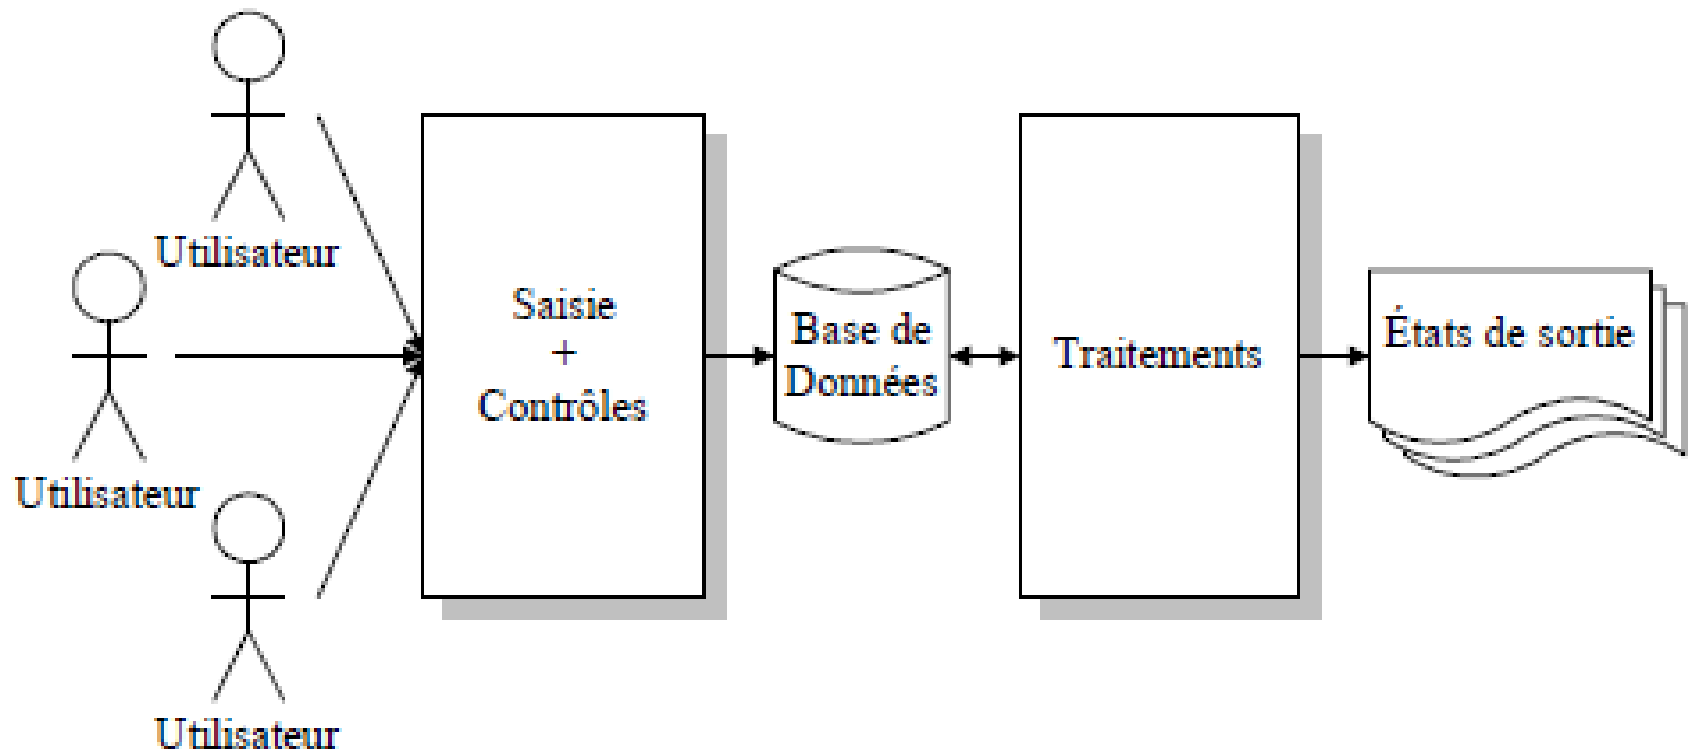 Utilisateur
Utilisateur
Utilisateur
Saisie
+
Contrôles
Base de
Données
Traitements
États de sortie